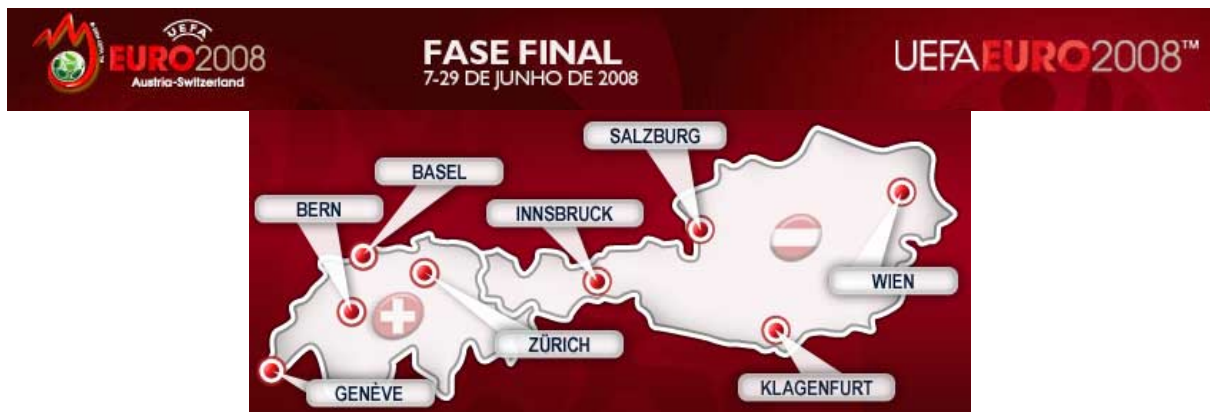 UEFA
EURO2008
Austria-Switzerland
FASE FINAL
7-29 DE JUNHO DE 2008
UEFAEURO2008™
SALZBURG
BASEL
BERN
INNSBRUCK
WIEN
ZÜRICH
GENÈVE
KLAGENFURT